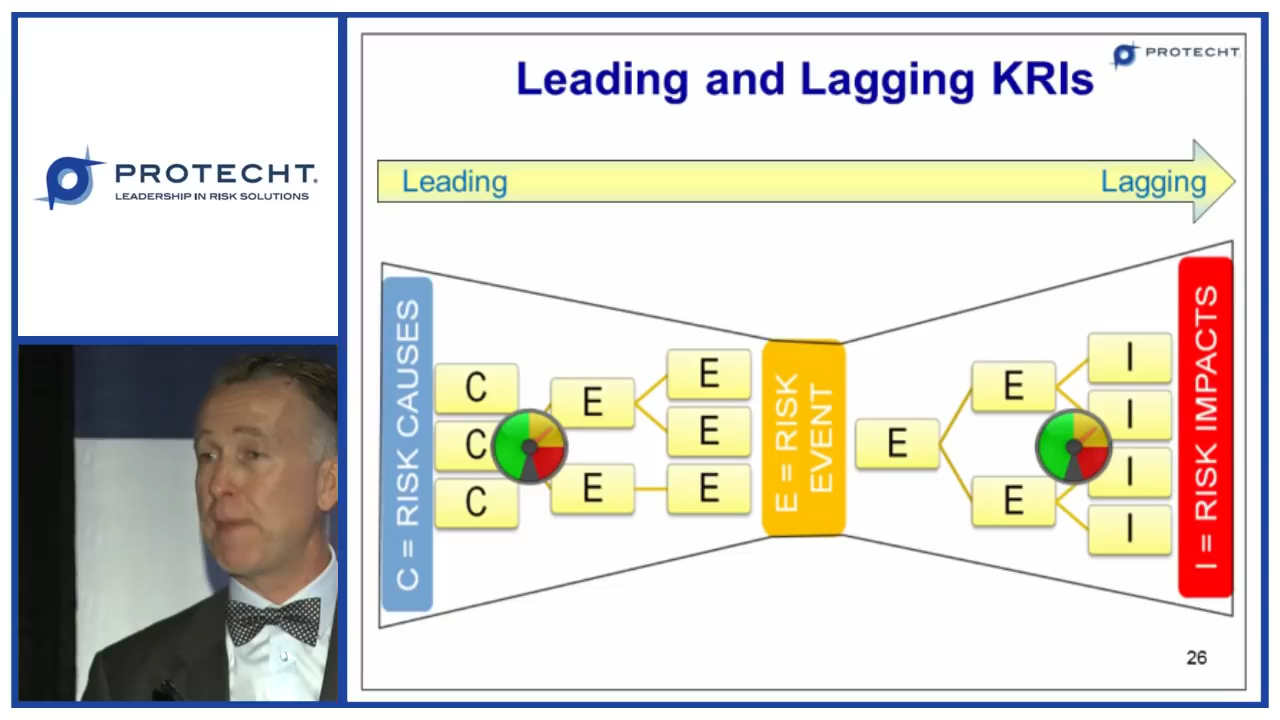 PROTECHT.
LEADERSHIP IN RISK SOLUTIONS
PROTECHT.
Leading and Lagging KRIs
Leading
Lagging
C = RISK CAUSES
C
C
C
E
E
E
E
E
E = RISK
EVENT
E
E
E
I
I
I
I
I = RISK IMPACTS
26